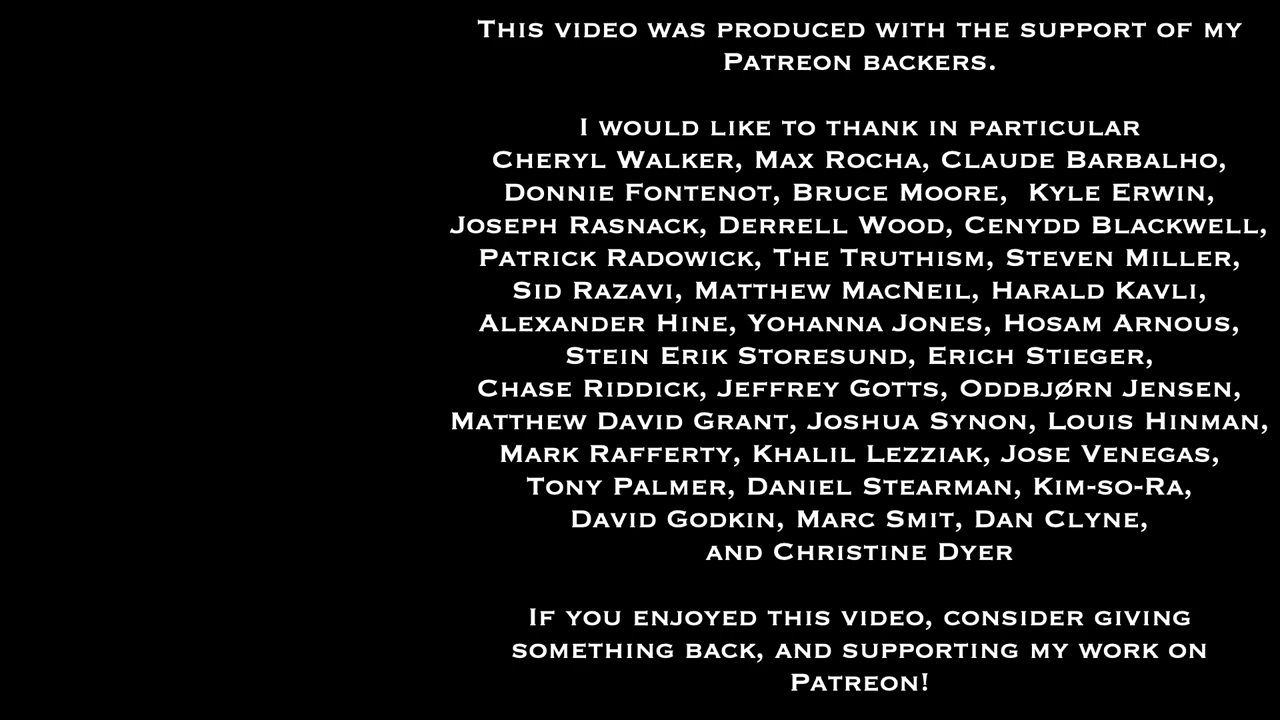 This video was produced with the support of my
Patreon backers.
I would like to thank in particular
Cheryl Walker, Max Rocha, Claude Barbalho,
Donnie Fontenot, Bruce Moore, Kyle Erwin,
Joseph Rasnack, Derrell Wood, Cenydd Blackwell,
Patrick Radowick, The Truthism, Steven Miller,
Sid Razavi, Matthew MacNeil, Harald Kavli,
Alexander Hine, Yohanna Jones, Hosam Arnous,
Stein Erik Storesund, Erich Stieger,
Chase Riddick, Jeffrey Gotts, Oddbjørn Jensen,
Matthew David Grant, Joshua Synon, Louis Hinman,
Mark Rafferty, Khalil Lezziak, Jose Venegas,
Tony Palmer, Daniel Stearman, Kim-so-Ra,
David Godkin, Marc Smit, Dan Clyne,
and Christine Dyer
If you enjoyed this video, consider giving
something back, and supporting my work on
Patreon!